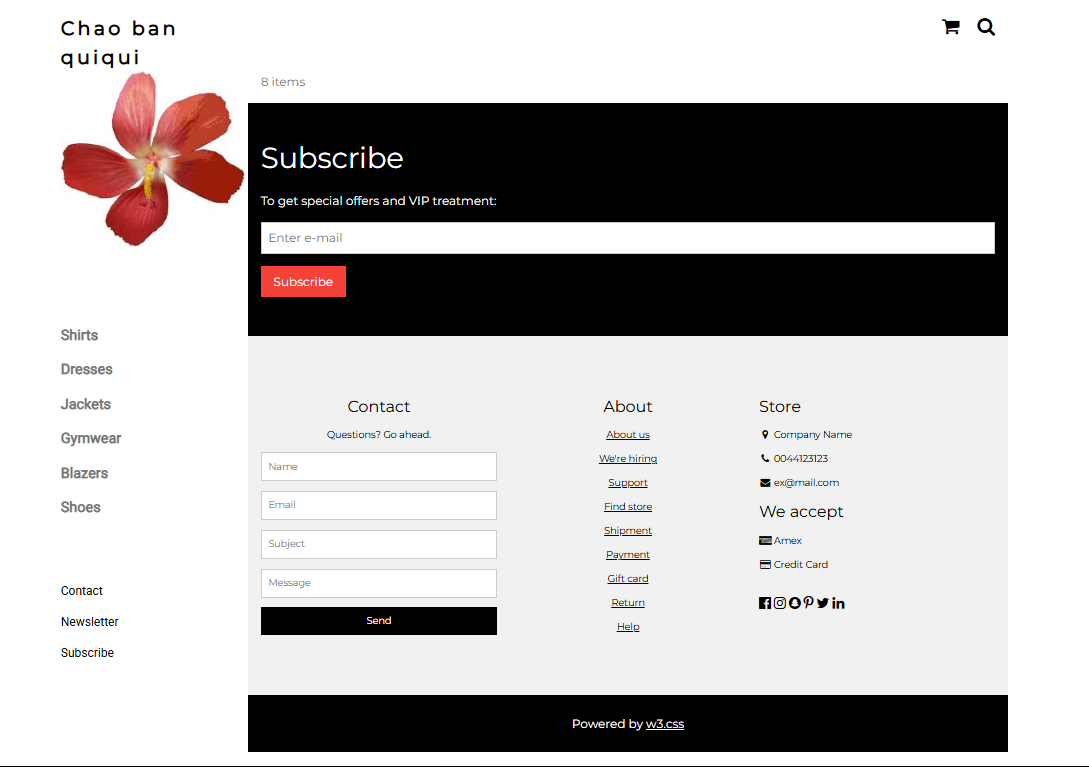 Chao ban
quiqui
8 items
Shirts
Dresses
Jackets
Gymwear
Blazers
Shoes
Contact
Newsletter
Subscribe
Subscribe
To get special offers and VIP treatment:
Enter e-mail
Subscribe
Contact
Questions? Go ahead.
Name
Email
Subject
Message
Send
About
About us
We're hiring
Support
Find store
Shipment
Payment
Gift card
Return
Help
Store
Company Name
0044123123
ex@mail.com
We accept
Amex
Credit Card
Powered by w3.css